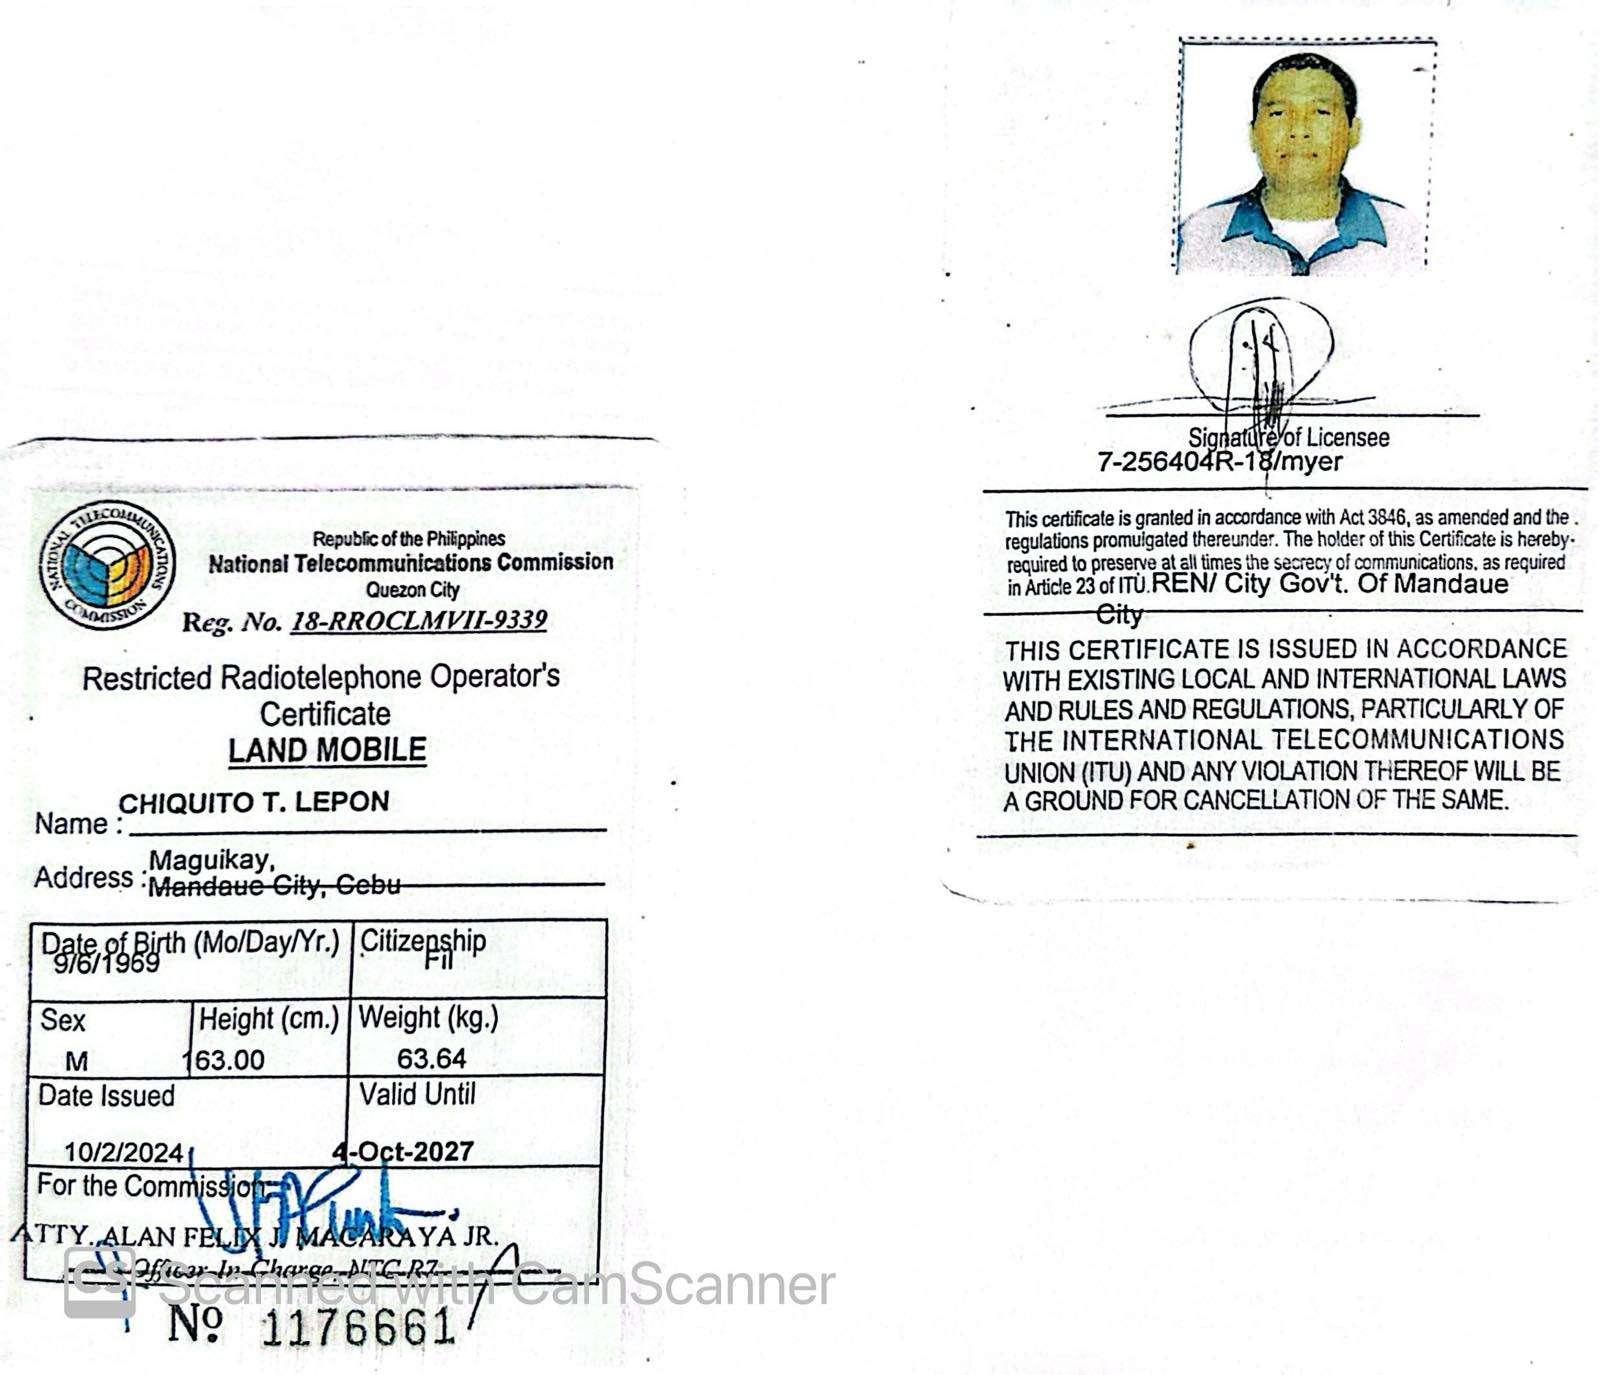 NATIONAL TELECOMMUNICATIONS COMMISSION
Republic of the Philippines
National Telecommunications Commission
Quezon City
Reg. No. 18-RROCLMVII-9339
Restricted Radiotelephone Operator's
Certificate
LAND MOBILE
Name : CHIQUITO T. LEPON
Address : Maguikay,
Mandaue City, Cebu
Date of Birth (Mo/Day/Yr.) Citizenship
9/6/1969 Fil
Sex Height (cm.) Weight (kg.)
M 163.00 63.64
Date Issued Valid Until
10/2/2024 4-Oct-2027
For the Commission:
ATTY. ALAN FELIX J. MACARAYA JR.
Officer-In-Charge, NTC-R7
CS Scanned with CamScanner
Nº 1176661
Signature of Licensee
7-256404R-18/myer
This certificate is granted in accordance with Act 3846, as amended and the
regulations promulgated thereunder. The holder of this Certificate is hereby
required to preserve at all times the secrecy of communications, as required
in Article 23 of ITU. REN/ City Gov't. Of Mandaue
City
THIS CERTIFICATE IS ISSUED IN ACCORDANCE
WITH EXISTING LOCAL AND INTERNATIONAL LAWS
AND RULES AND REGULATIONS, PARTICULARLY OF
THE INTERNATIONAL TELECOMMUNICATIONS
UNION (ITU) AND ANY VIOLATION THEREOF WILL BE
A GROUND FOR CANCELLATION OF THE SAME.